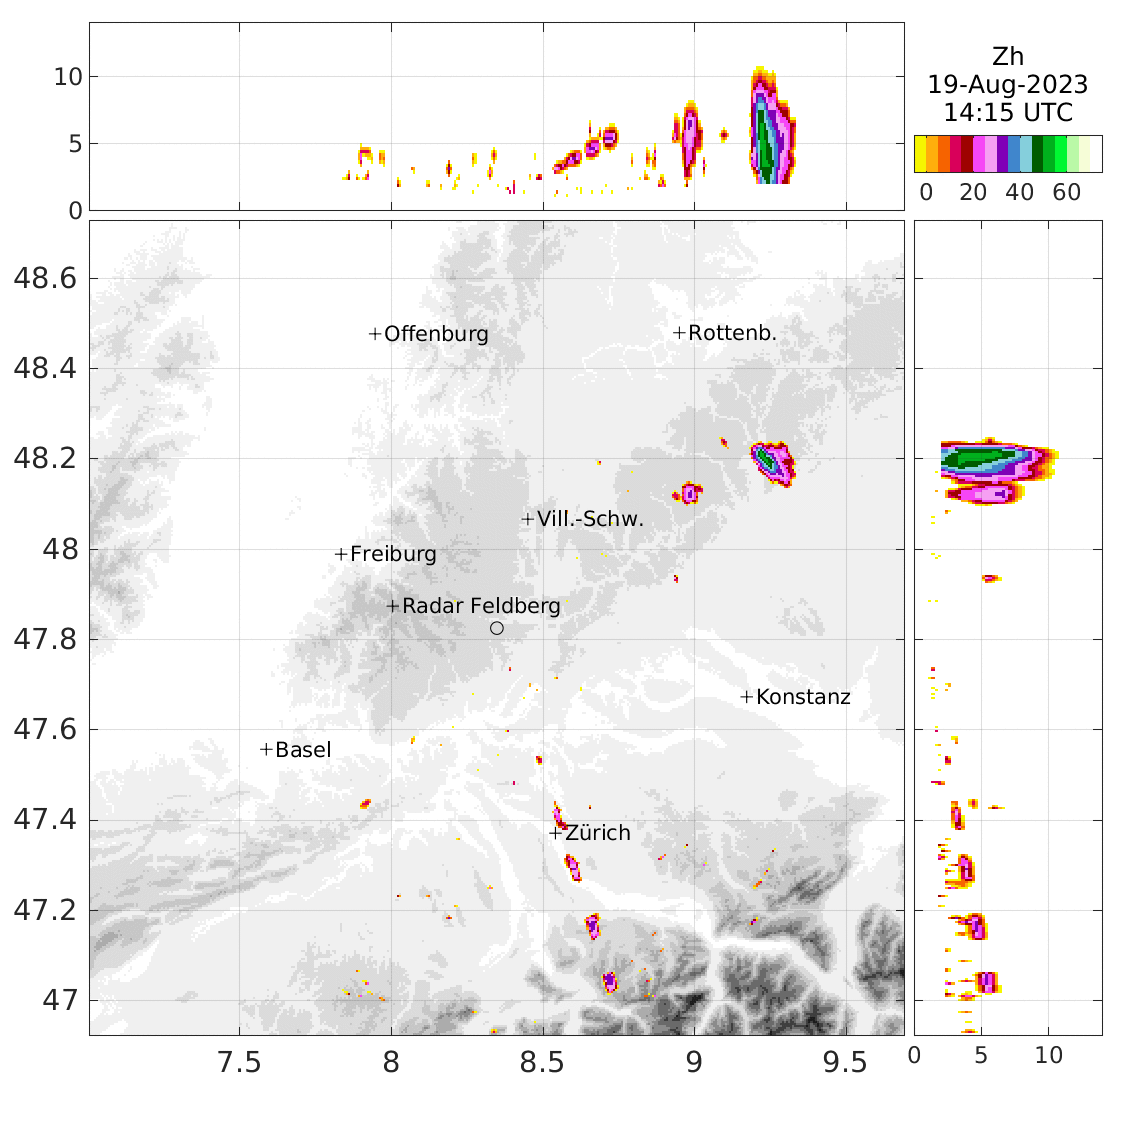 Zh
19-Aug-2023
14:15 UTC
0 20 40 60
10
5
0
48.6
48.4
48.2
48
47.8
47.6
47.4
47.2
47
Offenburg
Rottenb.
Vill.-Schw.
Freiburg
Radar Feldberg
Konstanz
Basel
Zürich
7.5 8 8.5 9 9.5
0 5 10